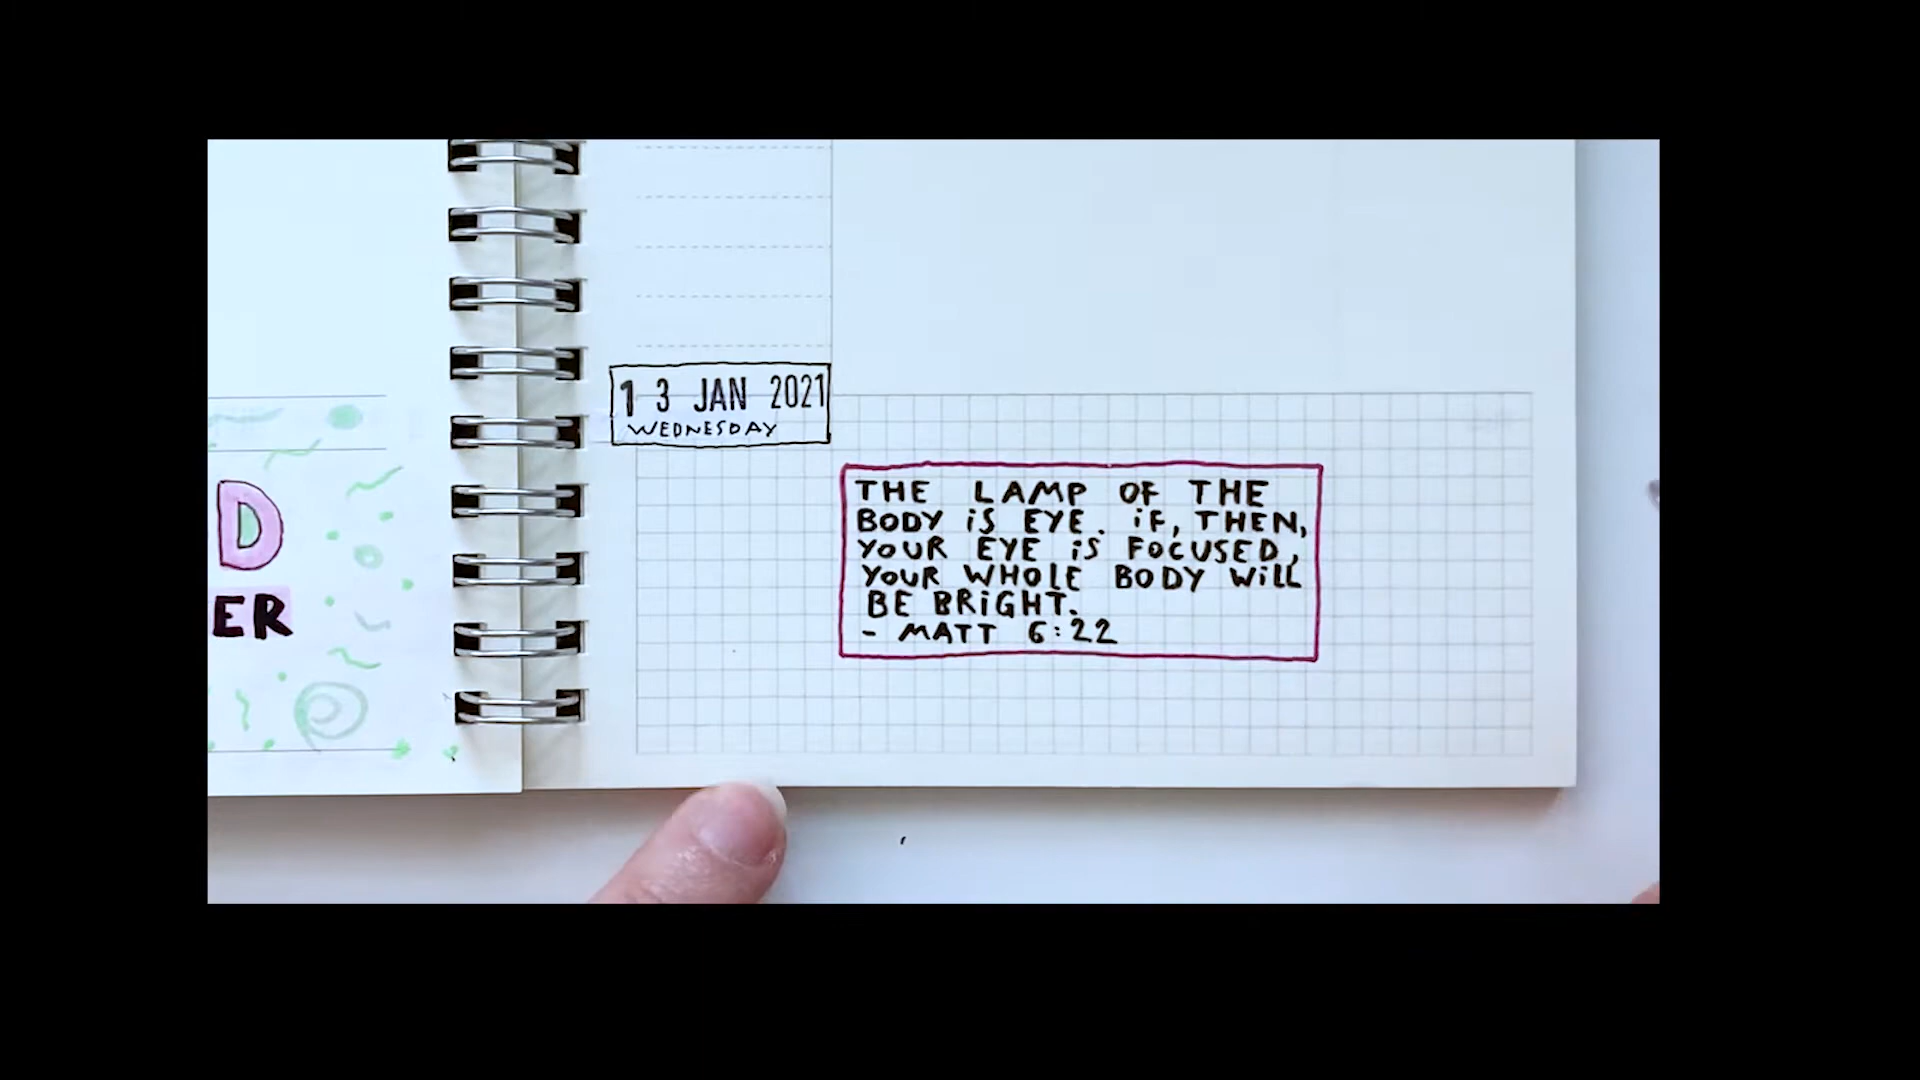 D
ER
13 JAN 2021
WEDNESDAY
THE LAMP OF THE
BODY iS EYE. iF, THEN,
YOUR EYE iS FOCUSED,
YOUR WHOLE BODY WiLL
BE BRiGHT.
- MATT 6:22